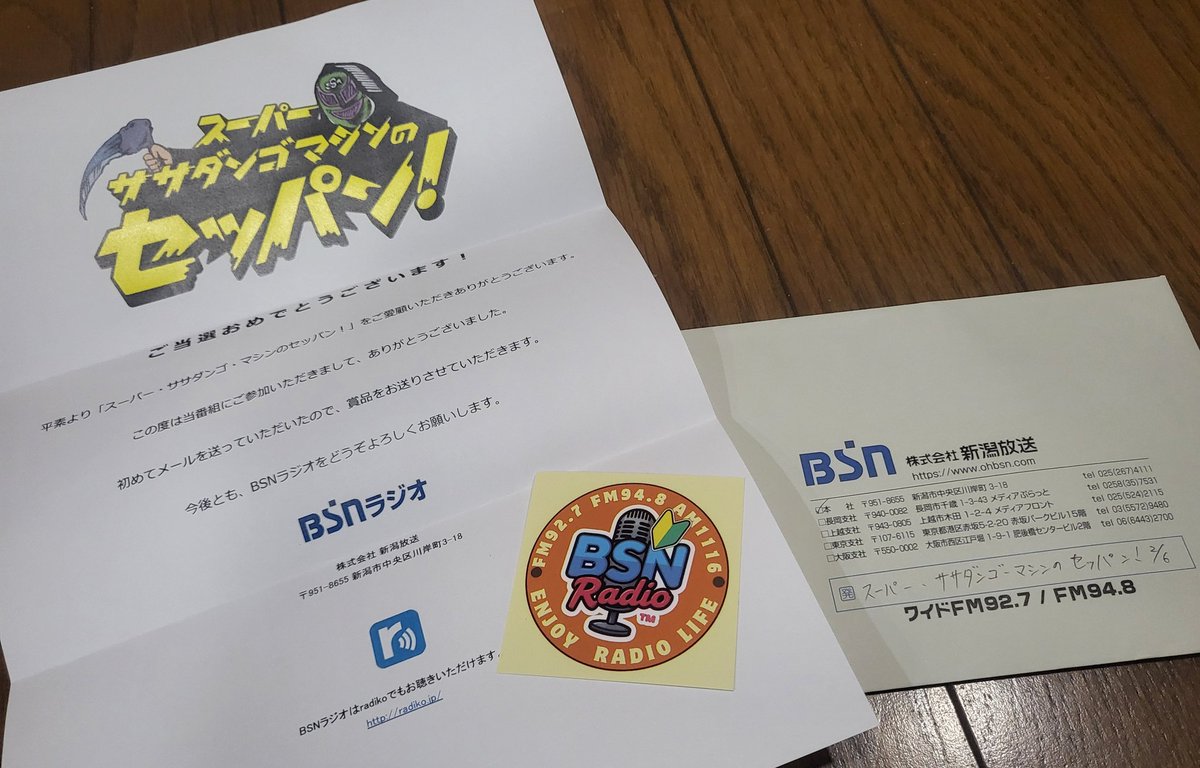 スーパー
ササダンゴマシンの
セッパン!
ご当選おめでとうございます!
平素より「スーパー・ササダンゴ・マシンのセッパン!」をご愛顧いただきありがとうございます。
この度は当番組にご参加いただきまして、ありがとうございました。
初めてメールを送っていただいたので、賞品をお送りさせていただきます。
今後とも、BSNラジオをどうぞよろしくお願いします。
BSNラジオ
株式会社 新潟放送
〒951-8655 新潟市中央区川岸町3-18
r
BSNラジオはradikoでもお聴きいただけます。
http://radiko.jp/
FM92.7 FM94.8 AM1116
BSN
Radio
TM
ENJOY RADIO LIFE
BSN 株式会社 新潟放送
https://www.ohbsn.com
本社 〒951-8655 新潟市中央区川岸町 3-18 tel 025(267)4111
□長岡支社 〒940-0082 長岡市千歳 1-3-43 メディアぷらっと tel 0258(35)7531
□上越支社 〒943-0805 上越市木田 1-2-4 メディアフロント tel 025(524)2115
□東京支社 〒107-6115 東京都港区赤坂5-2-20 赤坂パークビル15階 tel 03(5572)9480
□大阪支社 〒550-0002 大阪市西区江戸堀 1-9-1 肥後橋センタービル2階 tel 06(6443)2700
発 スーパー・ササダンゴ・マシンの セッパン! 2/6
ワイドFM92.7 / FM94.8